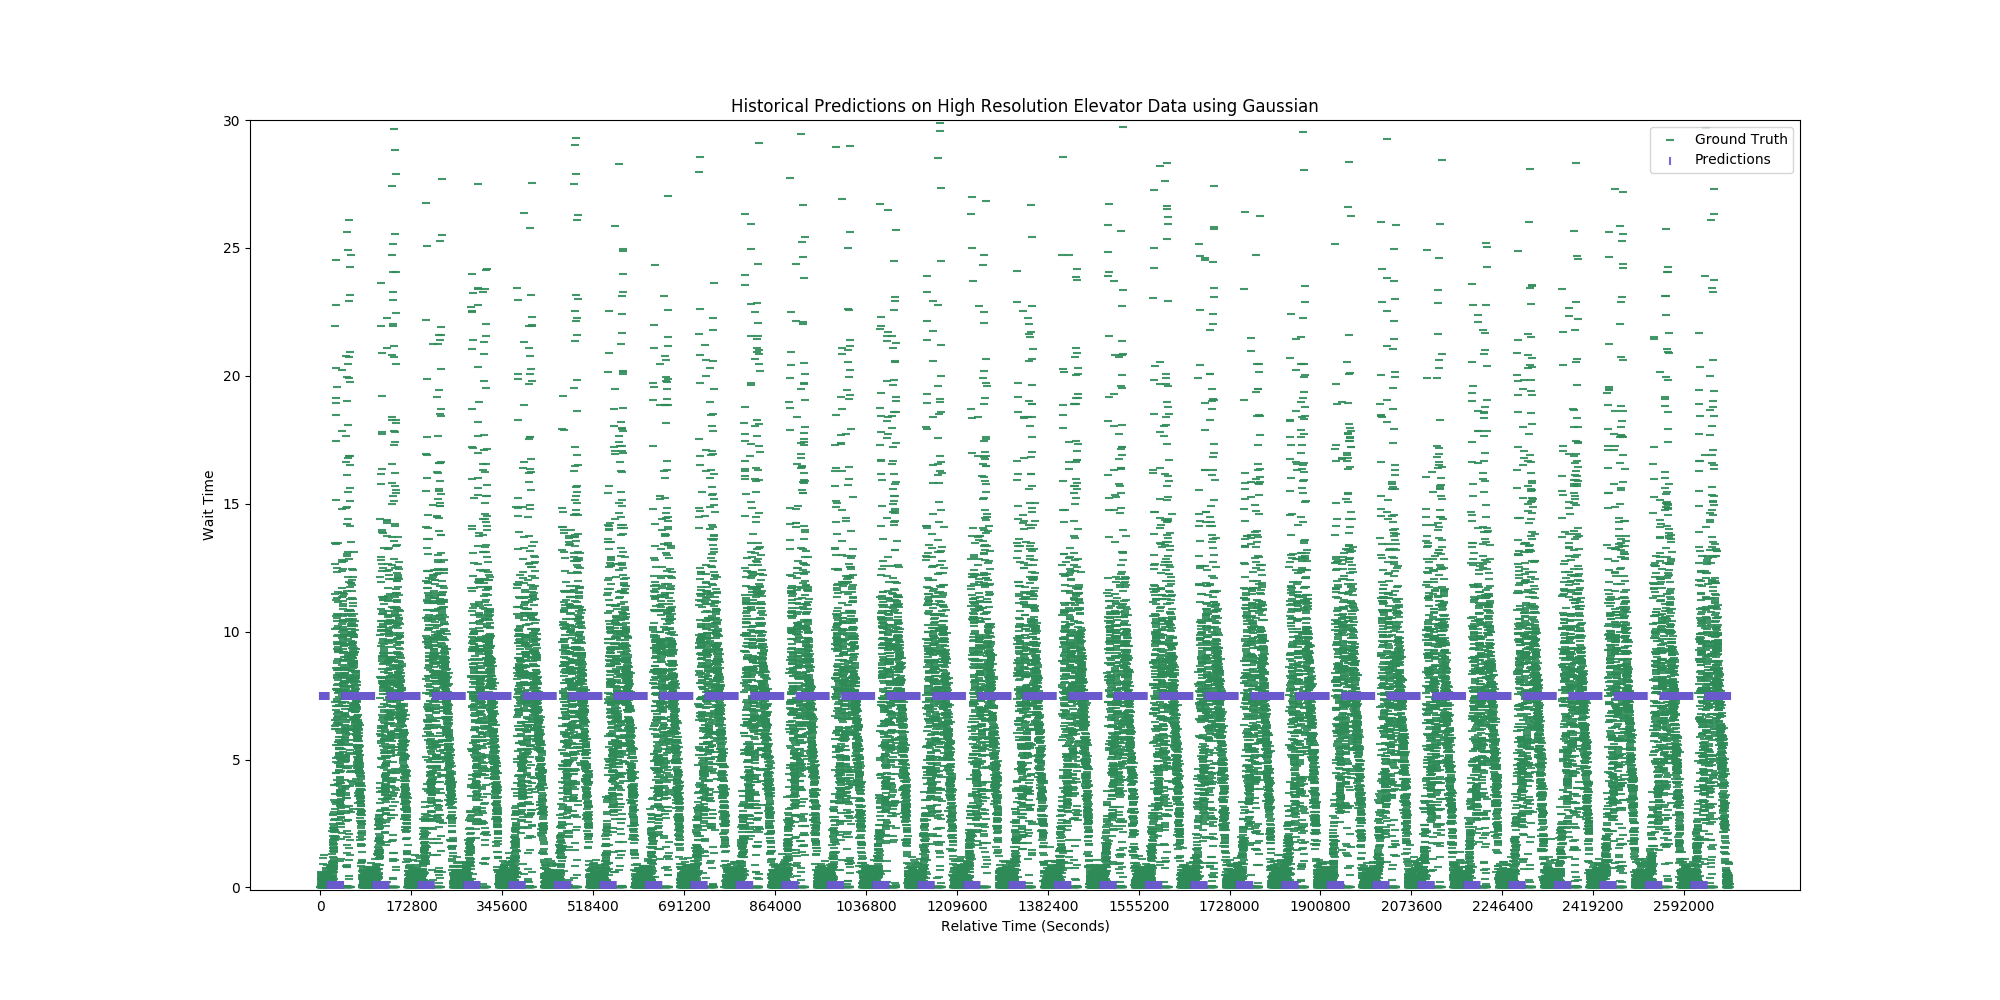 Historical Predictions on High Resolution Elevator Data using Gaussian
Ground Truth
Predictions
30
25
20
15
10
5
0
Wait Time
0 172800 345600 518400 691200 864000 1036800 1209600 1382400 1555200 1728000 1900800 2073600 2246400 2419200 2592000
Relative Time (Seconds)